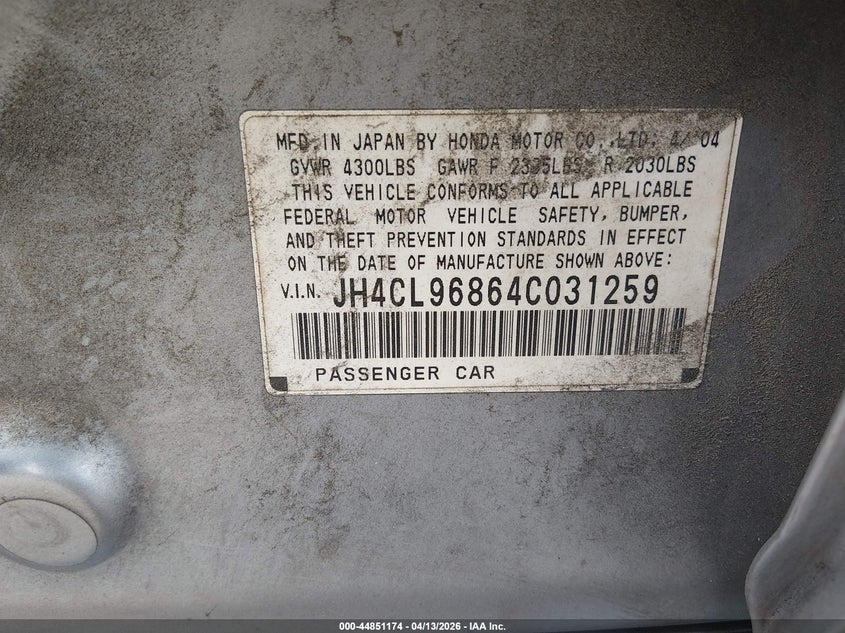 MFD. IN JAPAN BY HONDA MOTOR CO., LTD. 4/'04
GVWR 4300LBS GAWR F 2335LBS R 2030LBS
THIS VEHICLE CONFORMS TO ALL APPLICABLE
FEDERAL MOTOR VEHICLE SAFETY, BUMPER,
AND THEFT PREVENTION STANDARDS IN EFFECT
ON THE DATE OF MANUFACTURE SHOWN ABOVE:
V.I.N. JH4CL96864C031259
PASSENGER CAR
000-44851174 | 04/13/2026 - IAA Inc.